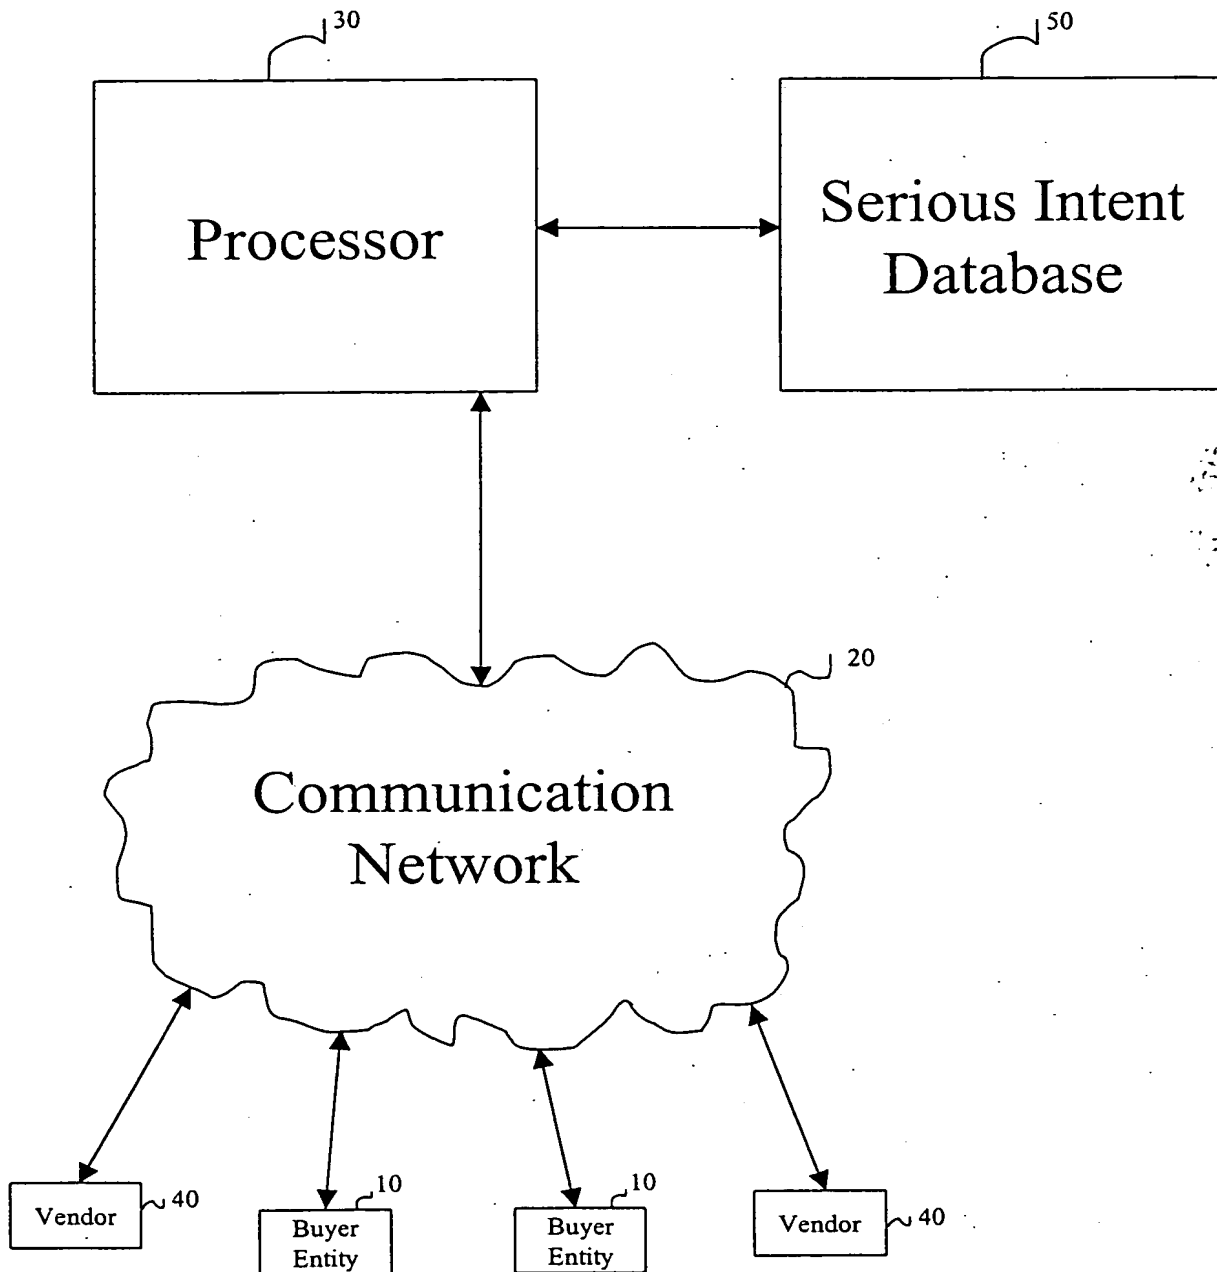 30
50
Processor
Serious Intent
Database
20
Communication
Network
Vendor
40
10
Buyer
Entity
10
Buyer
Entity
Vendor
40